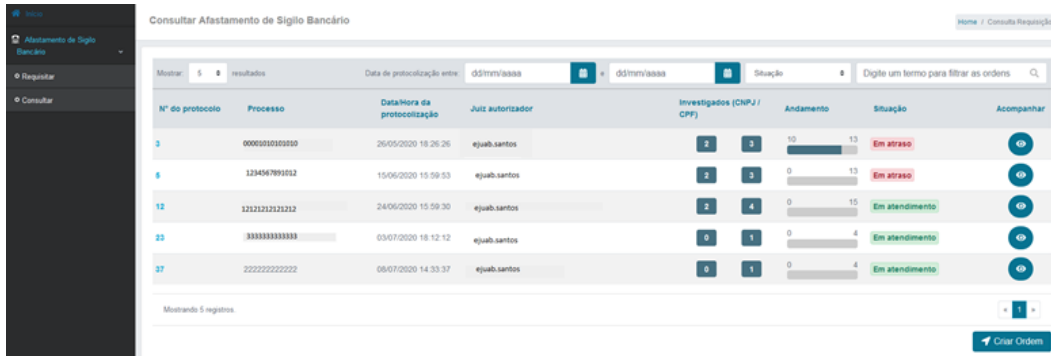 Início
Afastamento de Sigilo
Bancário
Requisitar
Consultar
Consultar Afastamento de Sigilo Bancário
Home / Consulta Requisição
Mostrar: 5 resultados
Data de protocolização entre: dd/mm/aaaa e dd/mm/aaaa Situação Digite um termo para filtrar as ordens
N° do protocolo Processo Data/Hora da protocolização Juiz autorizador Investigados (CNPJ / CPF) Andamento Situação Acompanhar
3 00001010101010 26/05/2020 18:26:26 ejuab.santos 2 3 10 13 Em atraso
5 1234567891012 15/06/2020 15:59:53 ejuab.santos 2 3 0 13 Em atraso
12 12121212121212 24/06/2020 15:59:30 ejuab.santos 2 4 0 15 Em atendimento
23 3333333333333 03/07/2020 18:12:12 ejuab.santos 0 1 0 4 Em atendimento
37 222222222222 08/07/2020 14:33:37 ejuab.santos 0 1 0 4 Em atendimento
Mostrando 5 registros.
« 1 »
Criar Ordem